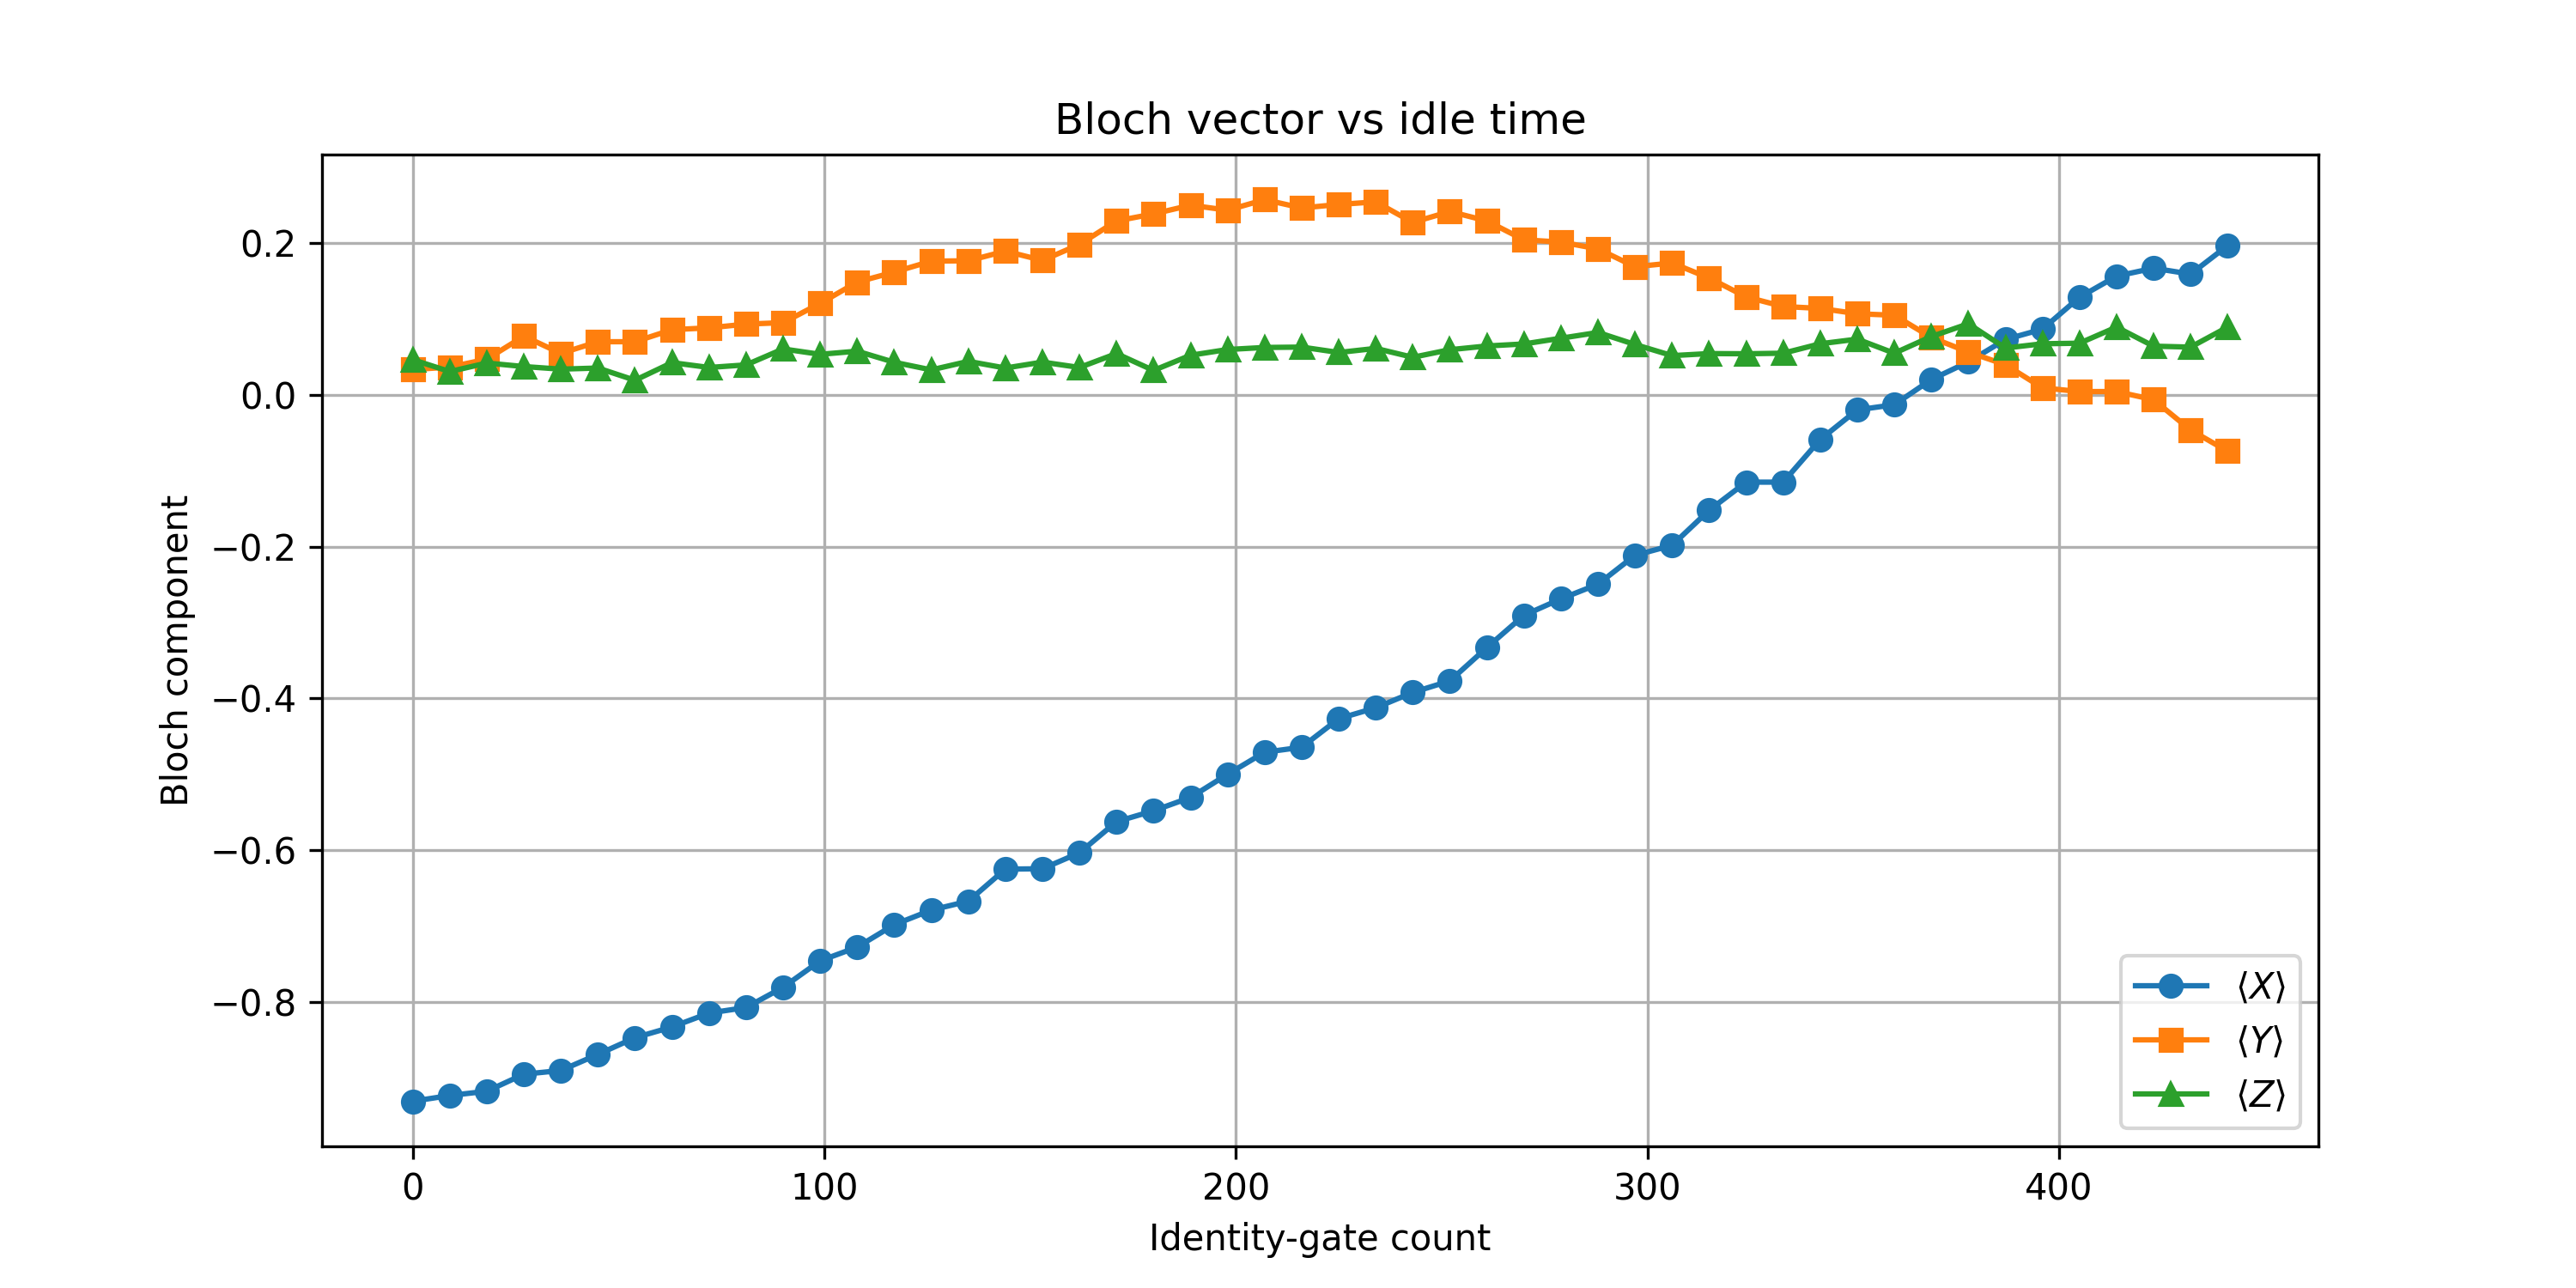 Bloch vector vs idle time
Bloch component
0.2
0.0
−0.2
−0.4
−0.6
−0.8
0 100 200 300 400
Identity-gate count
⟨X⟩
⟨Y⟩
⟨Z⟩